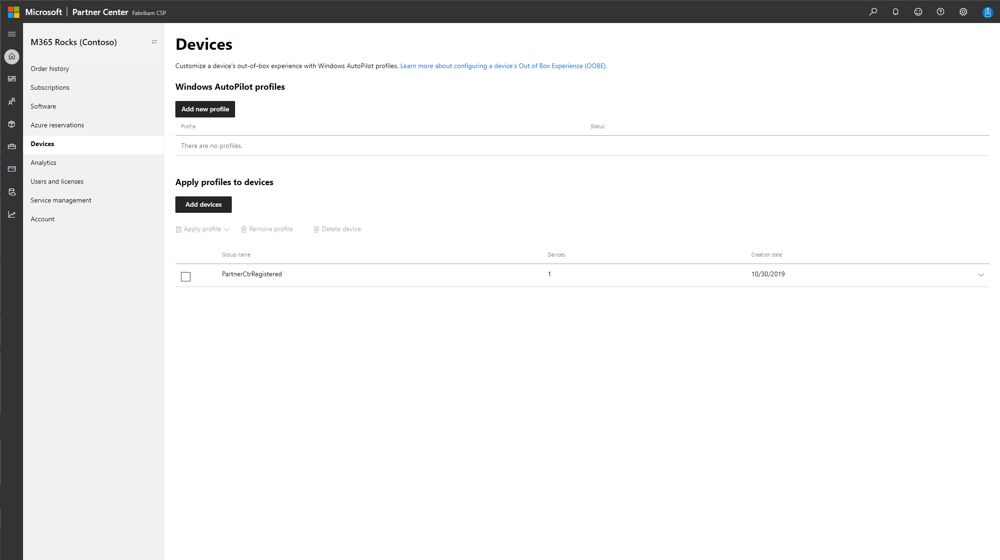 Microsoft | Partner Center Fabrikam CSP
M365 Rocks (Contoso)
Order history
Subscriptions
Software
Azure reservations
Devices
Analytics
Users and licenses
Service management
Account
Devices
Customize a device's out-of-box experience with Windows AutoPilot profiles. Learn more about configuring a device's Out of Box Experience (OOBE).
Windows AutoPilot profiles
Add new profile
Profile Status
There are no profiles.
Apply profiles to devices
Add devices
Apply profile Remove profile Delete device
Group name Devices Creation date
PartnerCtrRegistered 1 10/30/2019